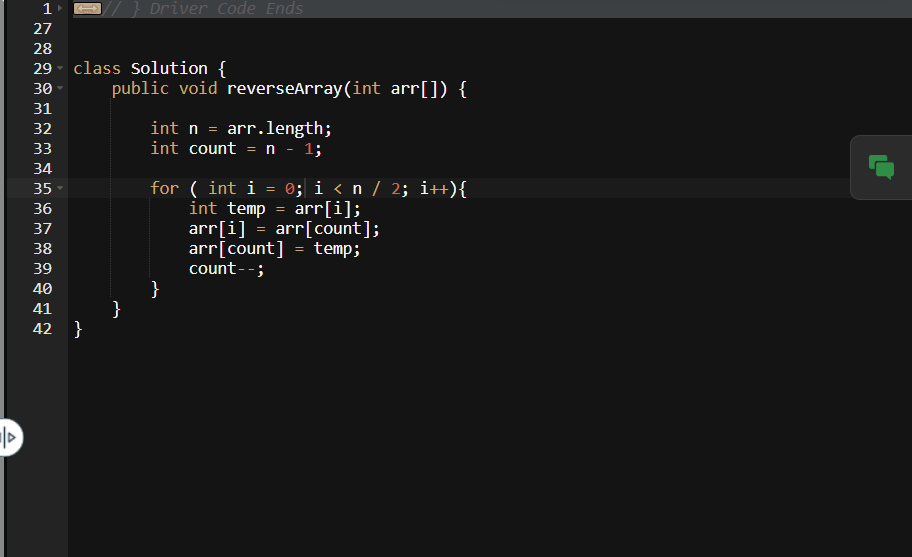 1 // } Driver Code Ends
27
28
29 class Solution {
30     public void reverseArray(int arr[]) {
31
32         int n = arr.length;
33         int count = n - 1;
34
35         for ( int i = 0; i < n / 2; i++){
36             int temp = arr[i];
37             arr[i] = arr[count];
38             arr[count] = temp;
39             count--;
40         }
41     }
42 }